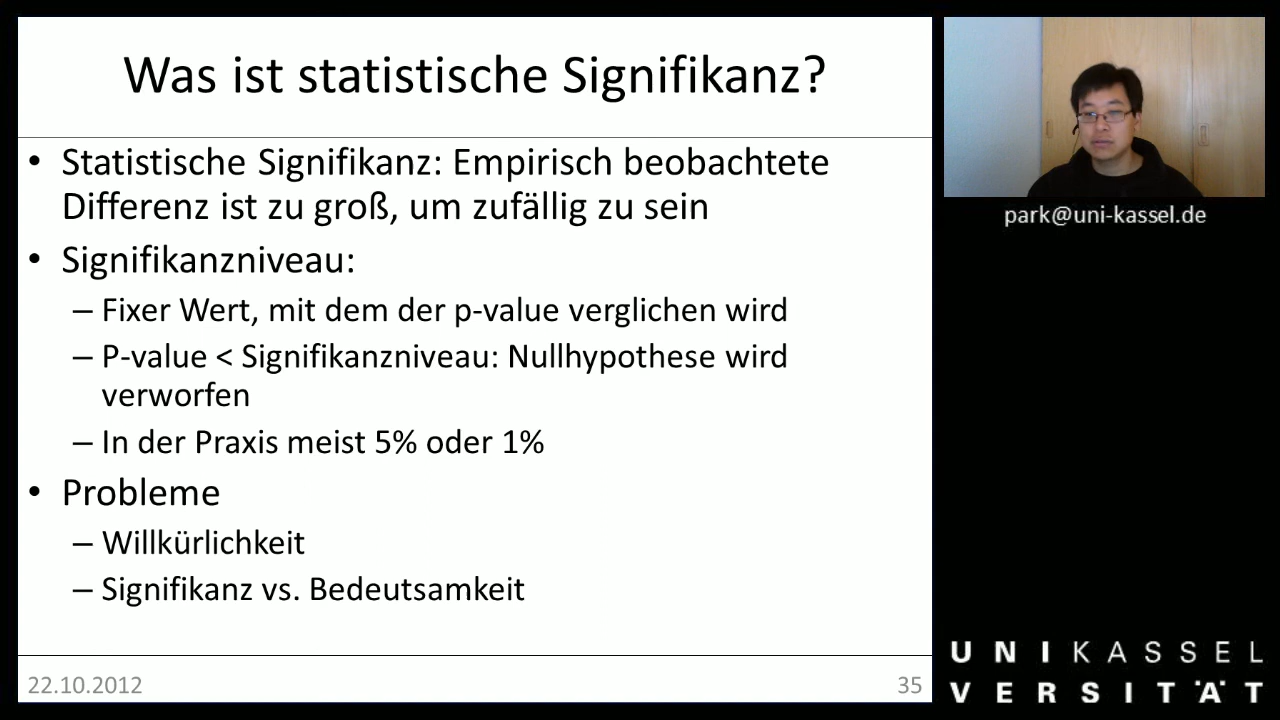 Was ist statistische Signifikanz?
• Statistische Signifikanz: Empirisch beobachtete
Differenz ist zu groß, um zufällig zu sein
• Signifikanzniveau:
– Fixer Wert, mit dem der p-value verglichen wird
– P-value < Signifikanzniveau: Nullhypothese wird
verworfen
– In der Praxis meist 5% oder 1%
• Probleme
– Willkürlichkeit
– Signifikanz vs. Bedeutsamkeit
22.10.2012
35
park@uni-kassel.de
UNIKASSEL
VERSITÄT